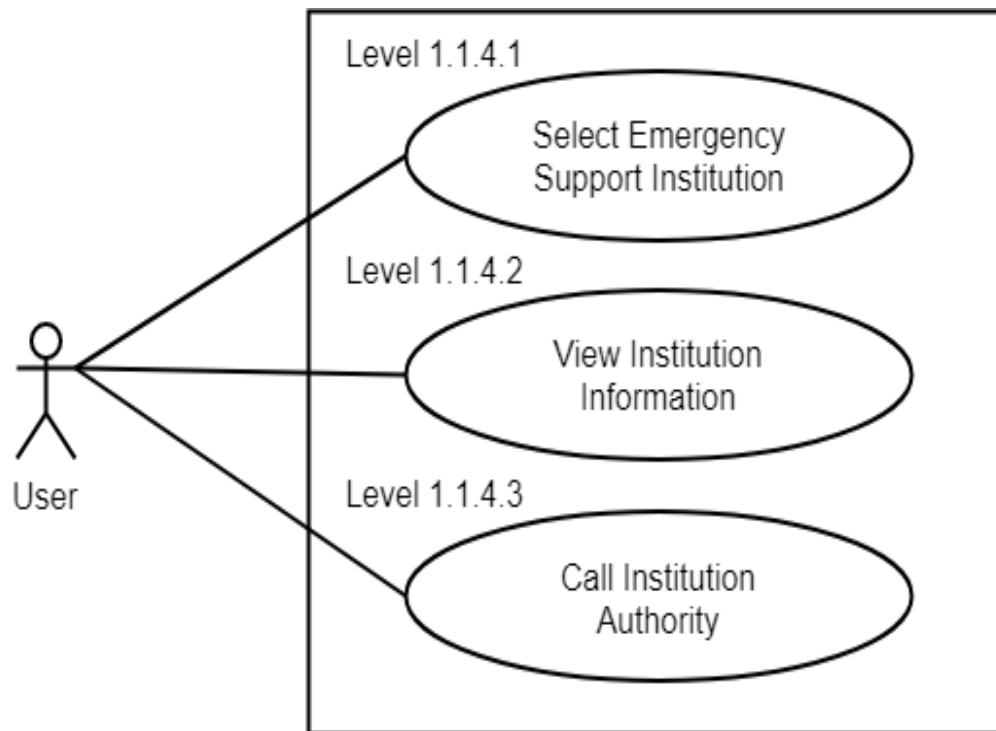 Level 1.1.4.1
Select Emergency
Support Institution
Level 1.1.4.2
View Institution
Information
User
Level 1.1.4.3
Call Institution
Authority